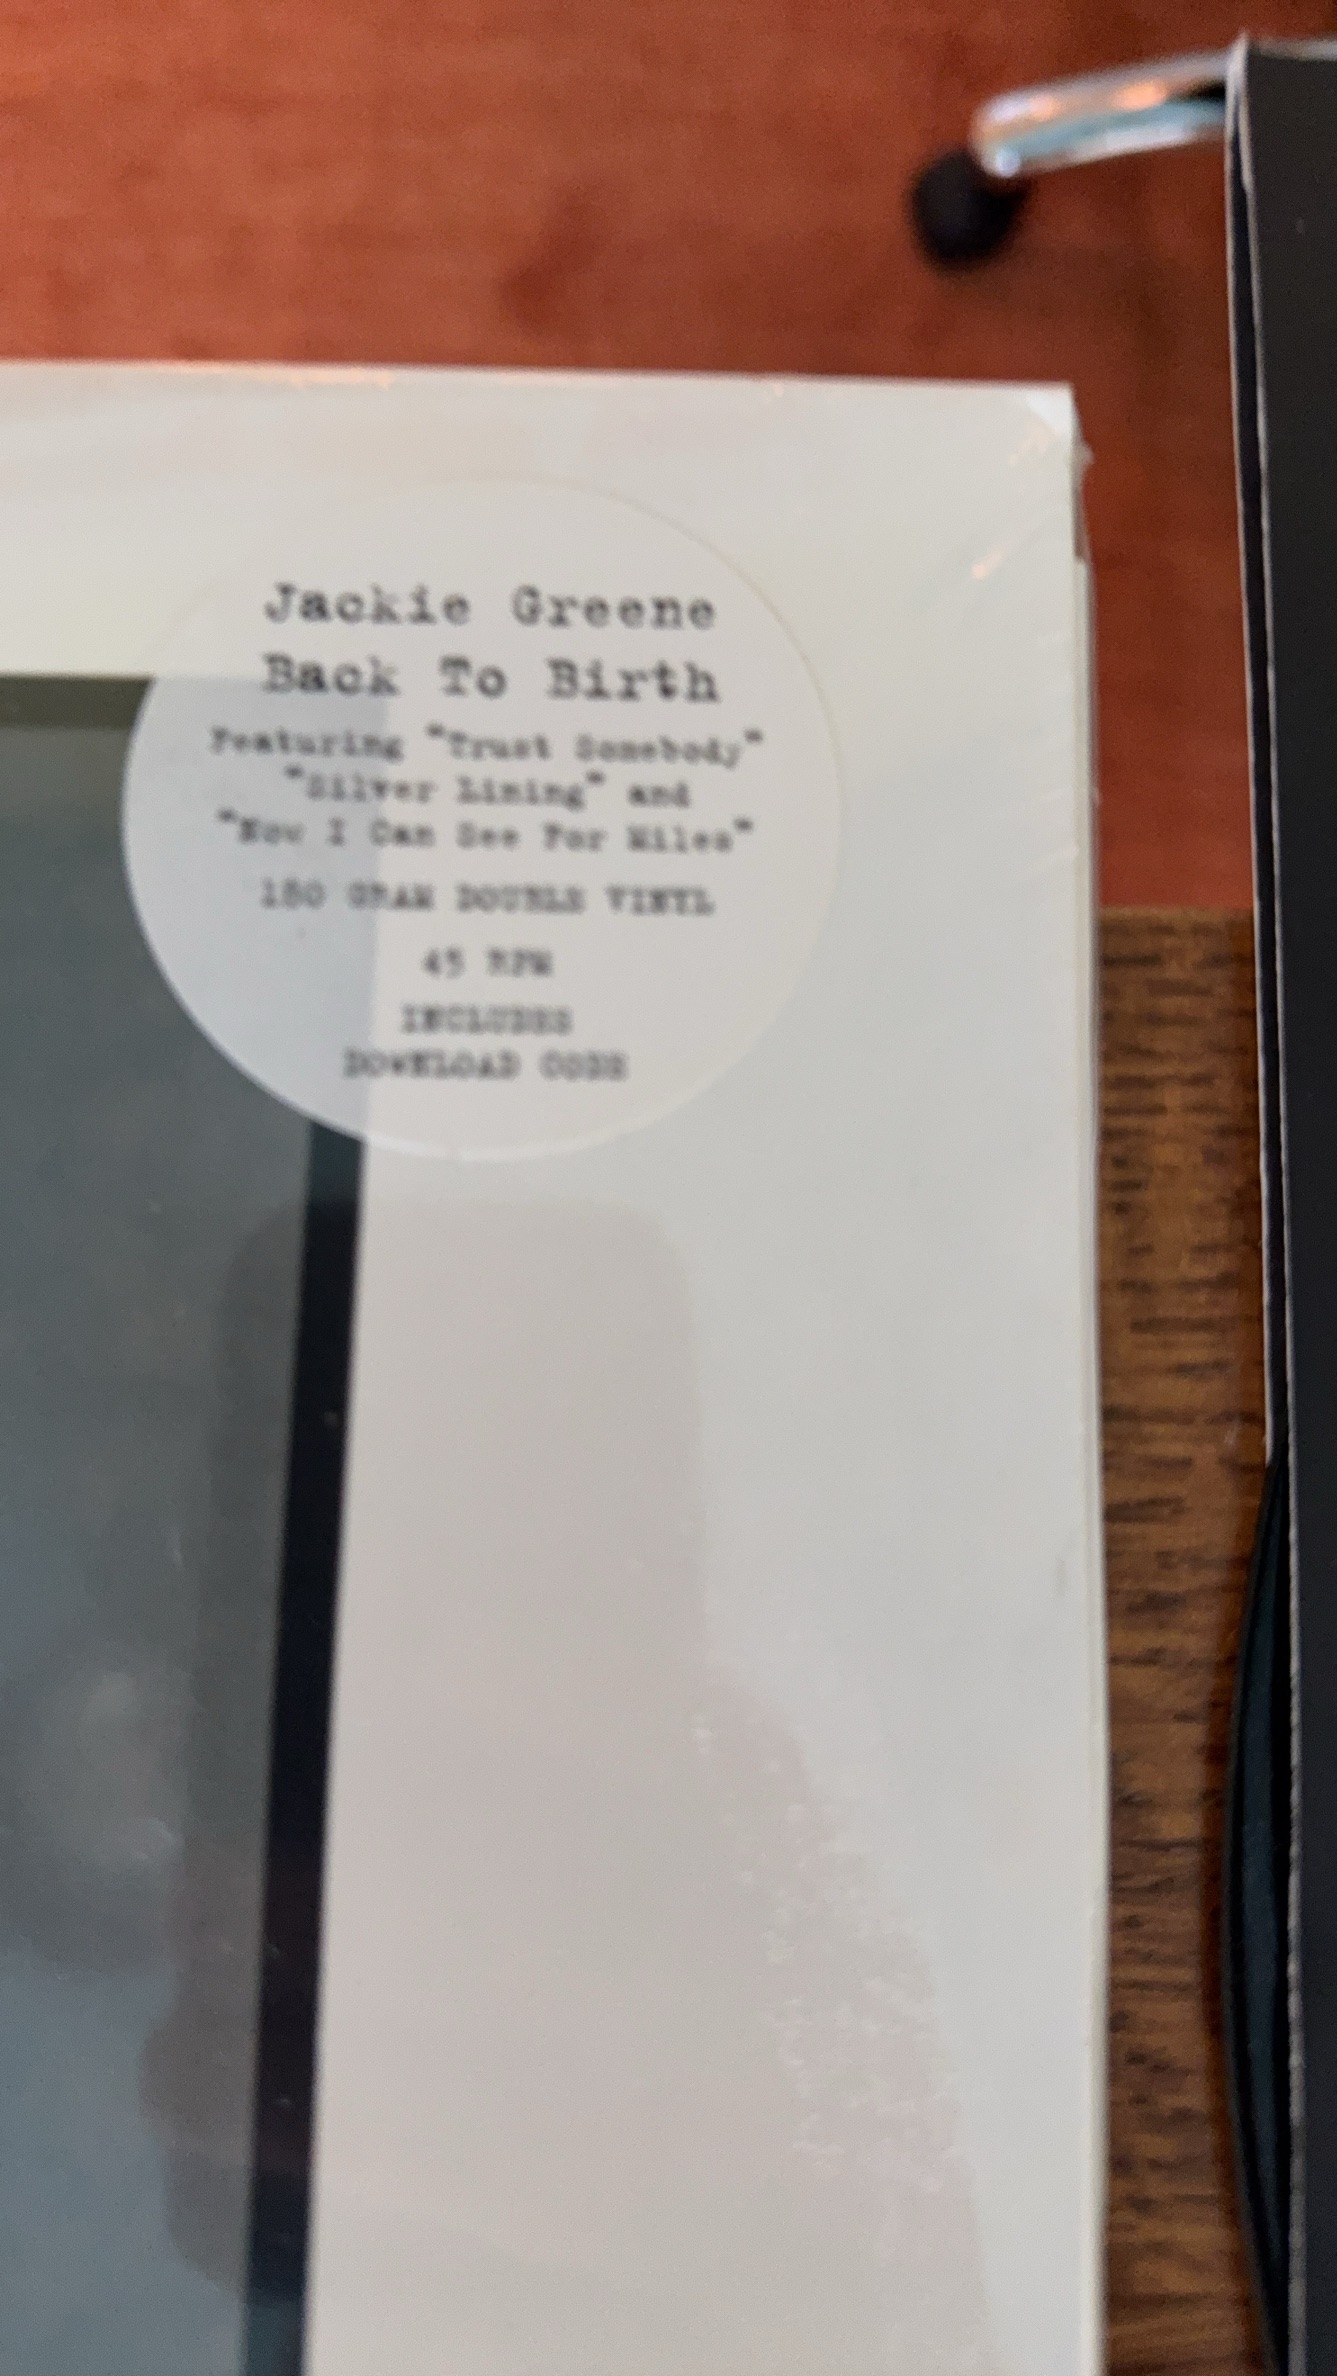 Jackie Greene
Back To Birth
Featuring "Trust Somebody"
"Silver Lining" and
"Now I Can See For Miles"
180 GRAM DOUBLE VINYL
45 RPM
INCLUDES
DOWNLOAD CODE